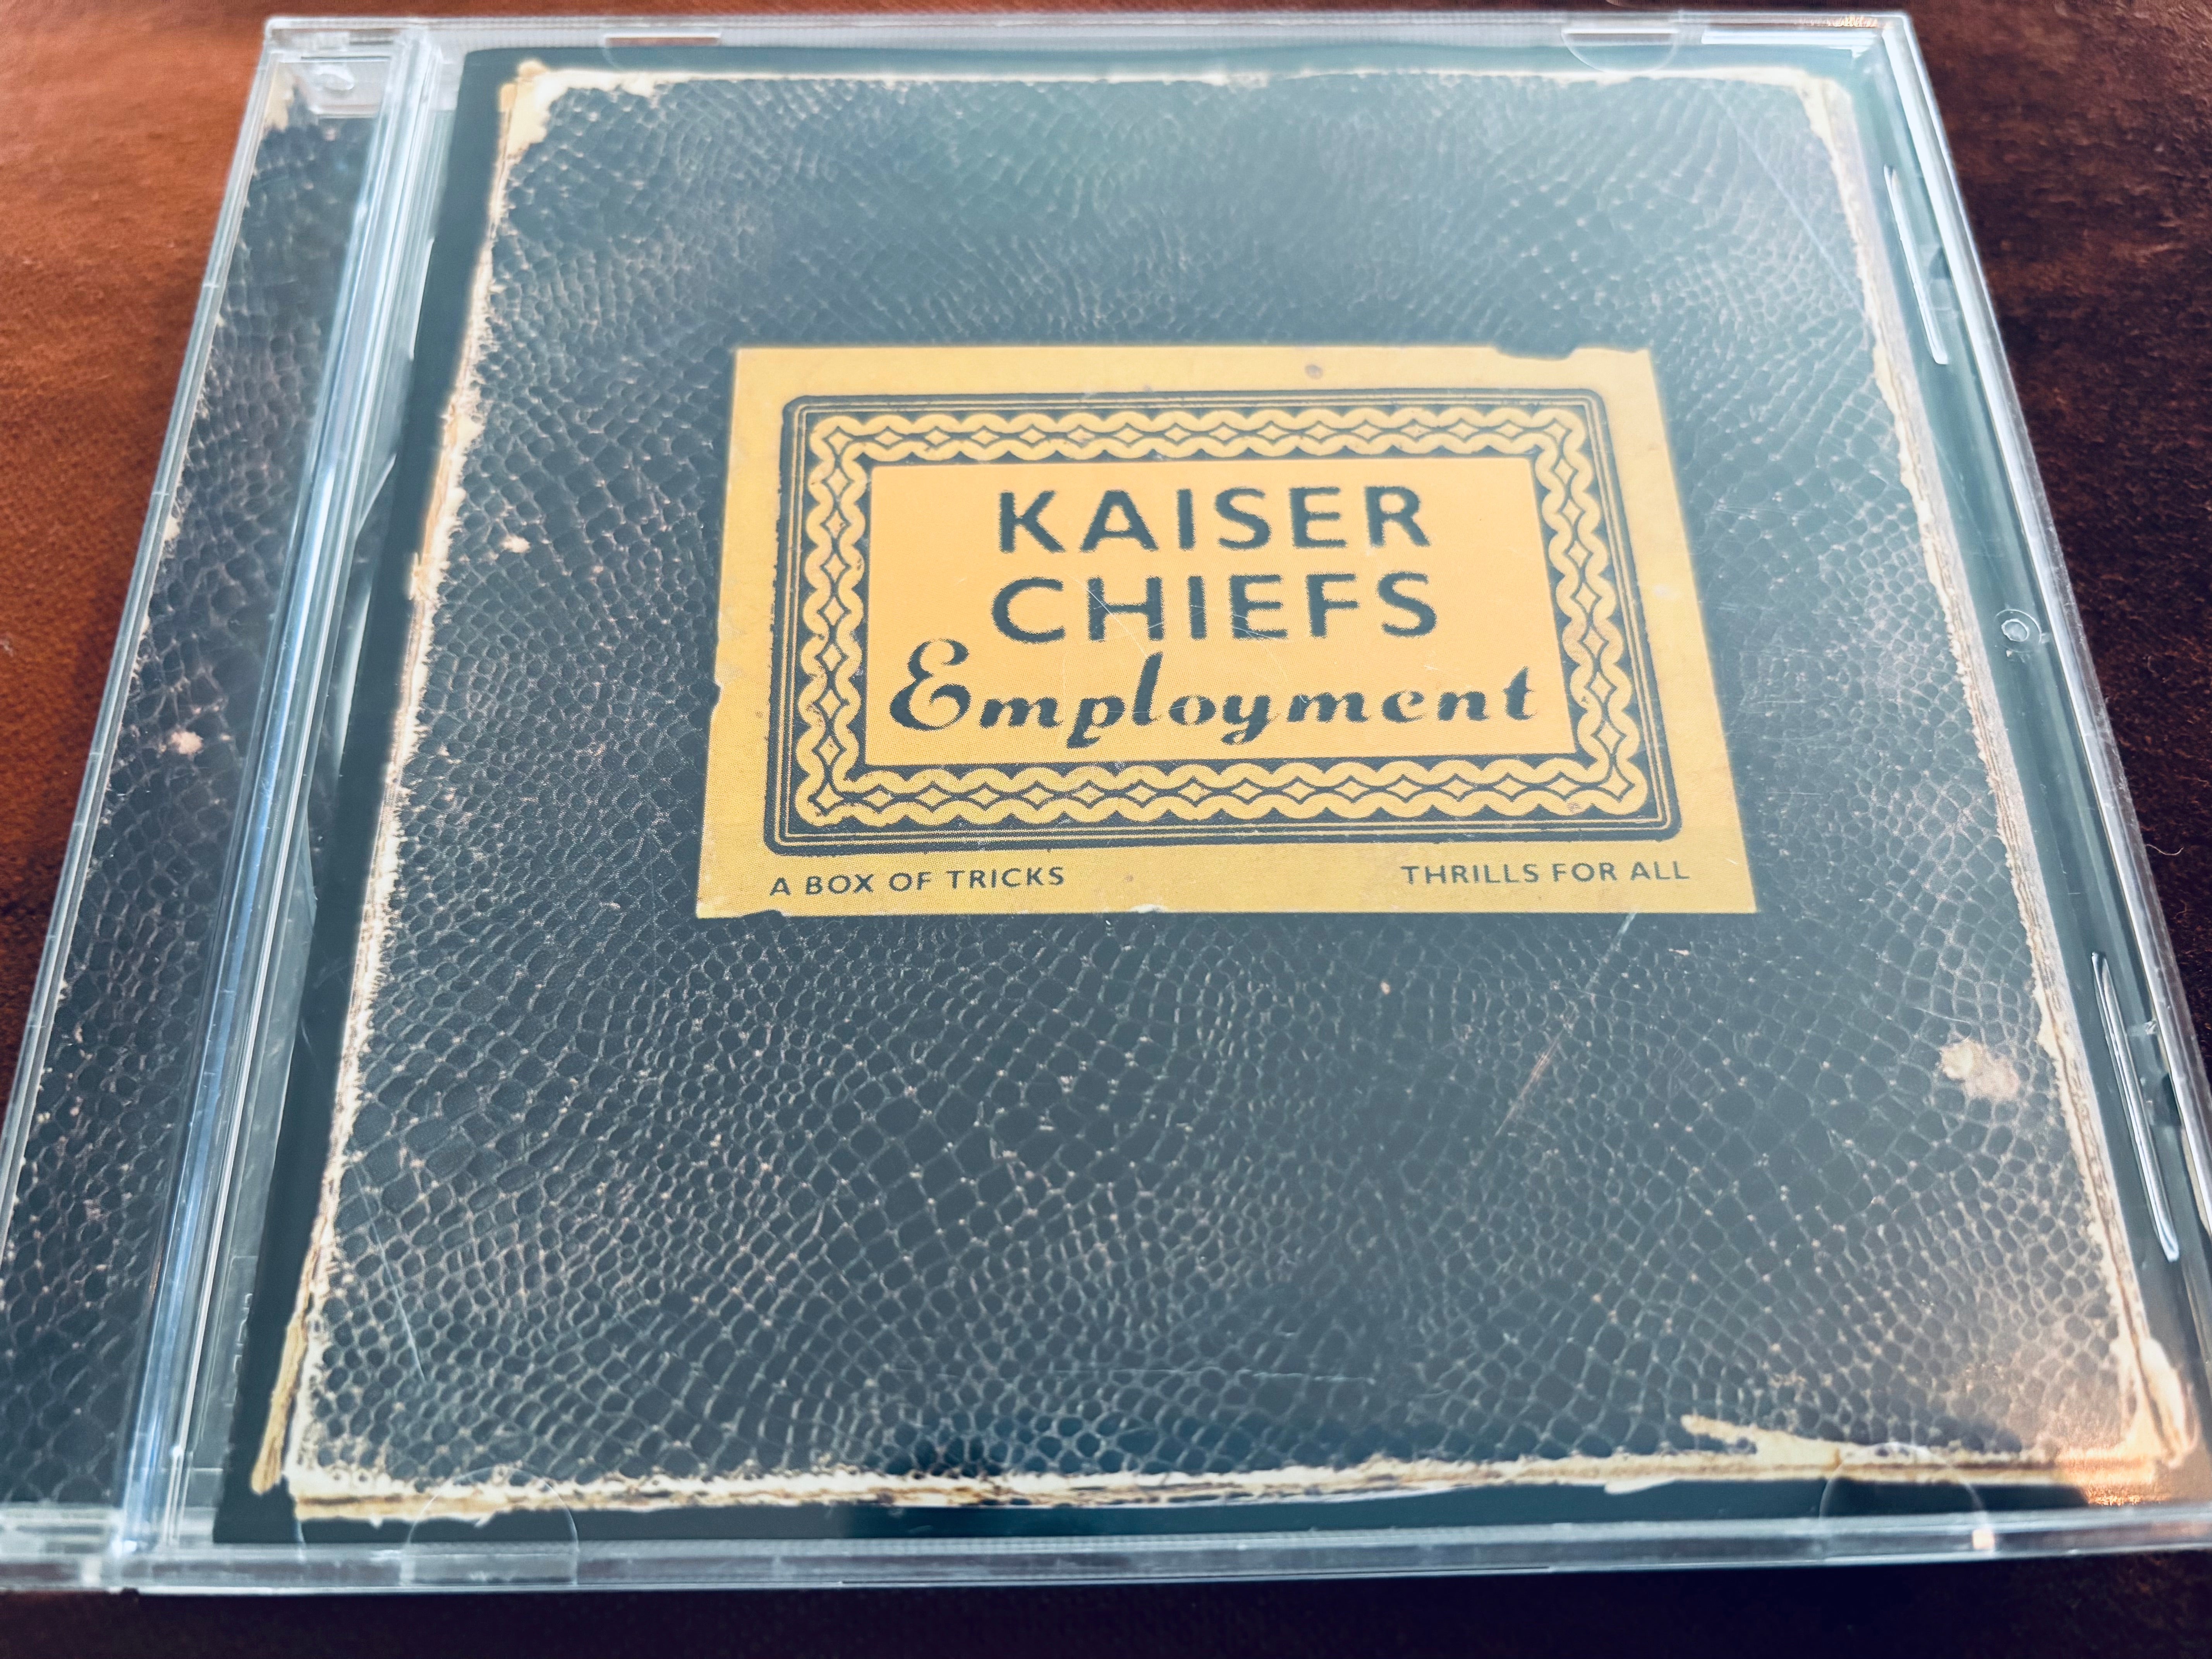 KAISER
CHIEFS
Employment
A BOX OF TRICKS
THRILLS FOR ALL